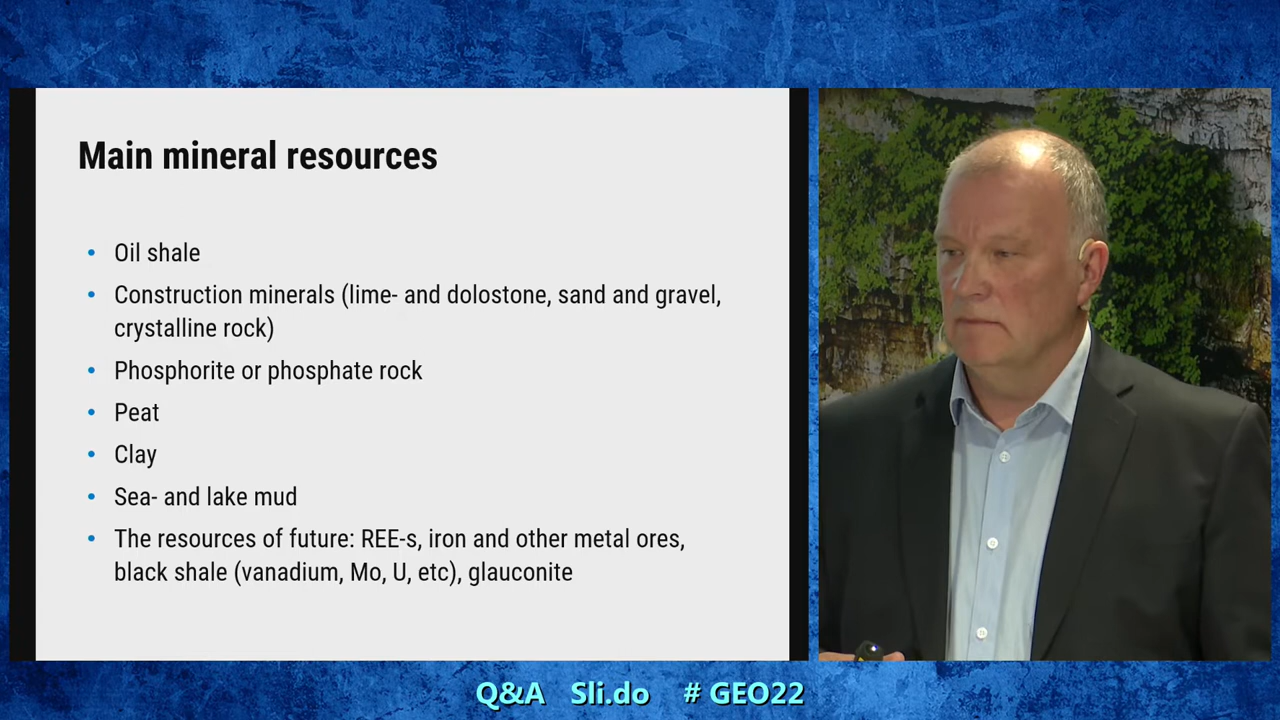 Main mineral resources
• Oil shale
• Construction minerals (lime- and dolostone, sand and gravel,
crystalline rock)
• Phosphorite or phosphate rock
• Peat
• Clay
• Sea- and lake mud
• The resources of future: REE-s, iron and other metal ores,
black shale (vanadium, Mo, U, etc), glauconite
Q&A Sli.do # GEO22